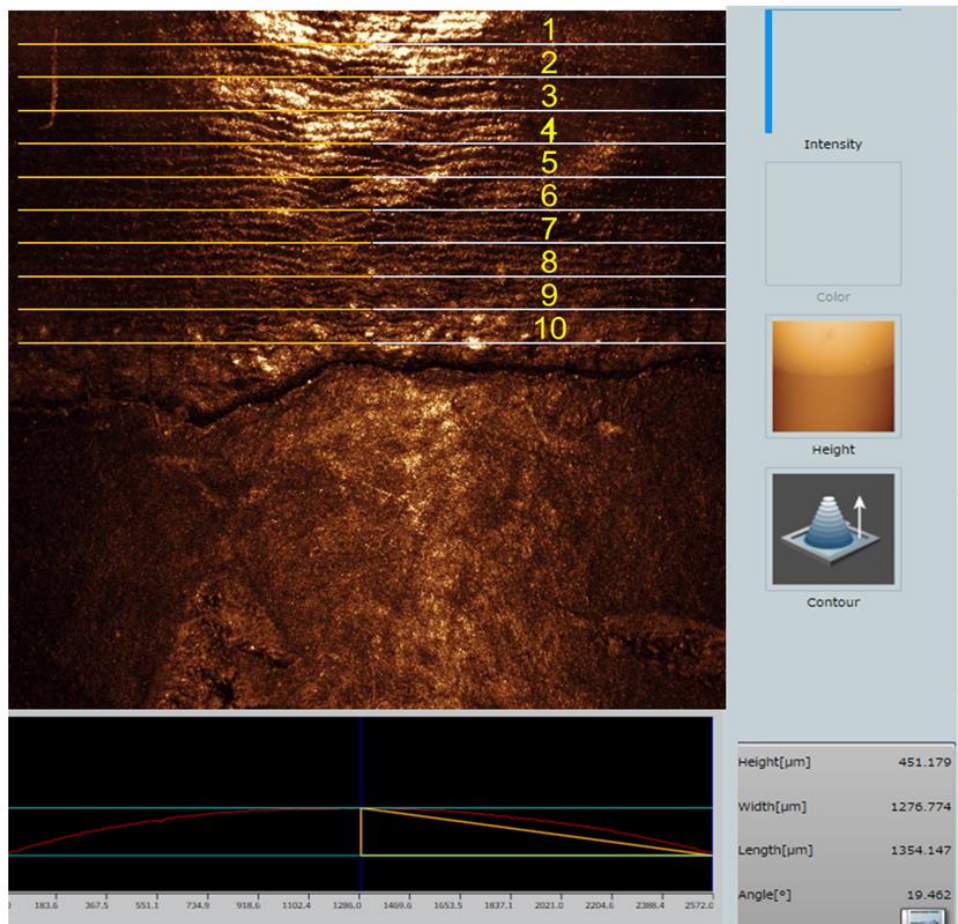 1
2
3
4
5
6
7
8
9
10
Intensity
Color
Height
Contour
183.6 367.5 551.1 734.9 918.6 1102.4 1286.0 1469.6 1653.5 1837.1 2021.0 2204.6 2388.4 2572.0
Height[μm] 451.179
Width[μm] 1276.774
Length[μm] 1354.147
Angle[°] 19.462